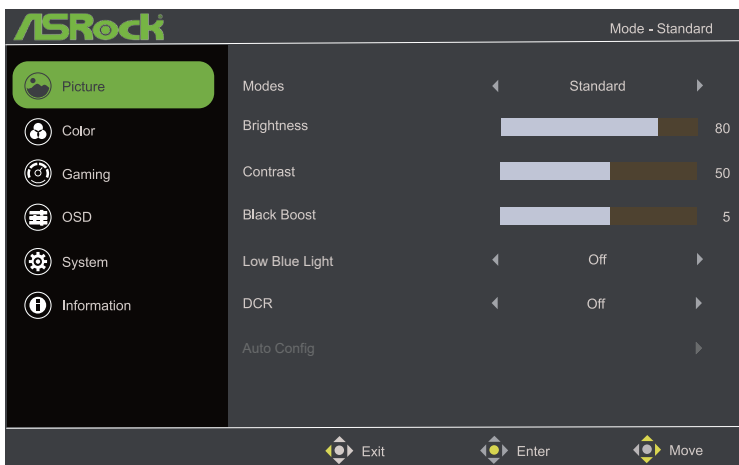 ASRock
Mode - Standard
Picture
Color
Gaming
OSD
System
Information
Modes Standard
Brightness 80
Contrast 50
Black Boost 5
Low Blue Light Off
DCR Off
Auto Config
Exit Enter Move